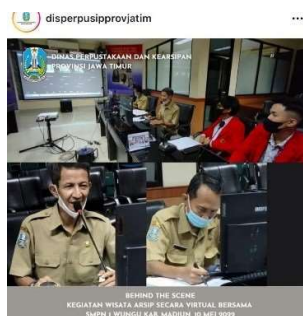 disperpusipprovjatim
DINAS PERPUSTAKAAN DAN KEARSIPAN
PROVINSI JAWA TIMUR
BEHIND THE SCENE
KEGIATAN WISATA ARSIP SECARA VIRTUAL BERSAMA
SMPN 1 WUNGU KAB. MADIUN, 10 MEI 2022